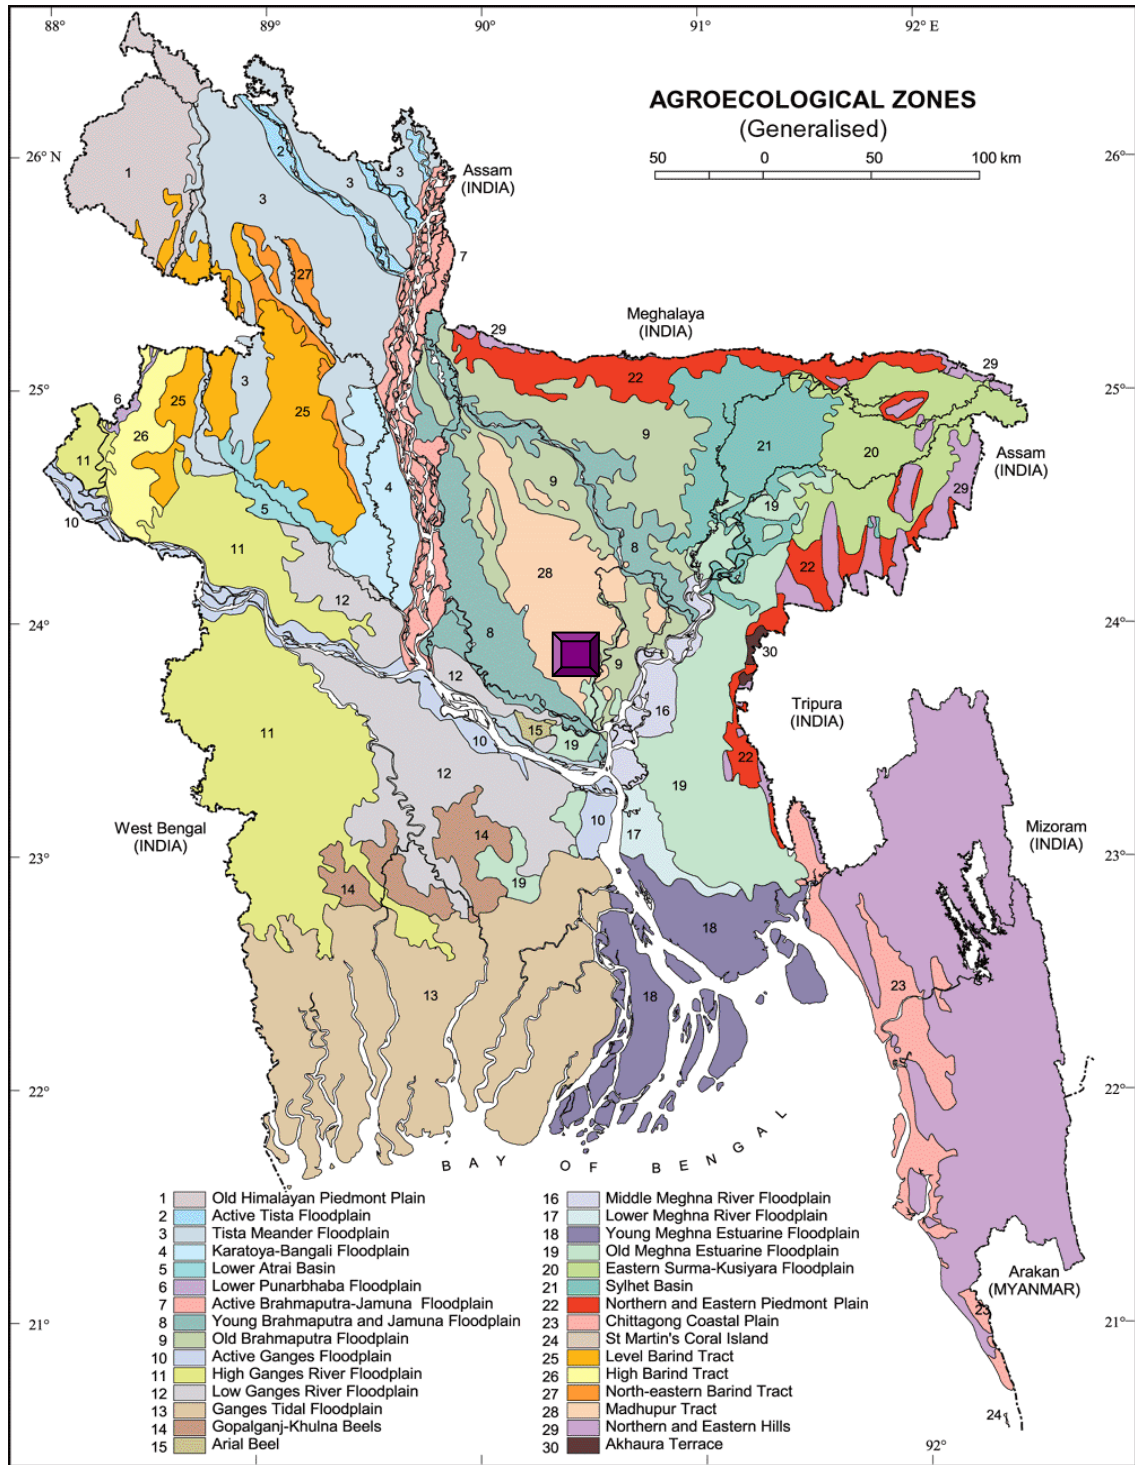 88°
89°
90°
91°
92° E
AGROECOLOGICAL ZONES
(Generalised)
50 0 50 100 km
26° N
26°
Assam
(INDIA)
1
2
3
3
3
7
27
Meghalaya
(INDIA)
29
29
22
25°
25°
6
3
25
25
26
11
9
21
20
Assam
(INDIA)
4
9
19
29
10
5
11
8
22
28
12
24°
24°
8
9
30
12
16
Tripura
(INDIA)
15
10
19
11
22
12
19
10
17
West Bengal
(INDIA)
14
Mizoram
(INDIA)
23°
23°
14
19
18
13
18
23
22°
22°
BAY OF BENGAL
1 Old Himalayan Piedmont Plain
2 Active Tista Floodplain
3 Tista Meander Floodplain
4 Karatoya-Bangali Floodplain
5 Lower Atrai Basin
6 Lower Punarbhaba Floodplain
7 Active Brahmaputra-Jamuna Floodplain
8 Young Brahmaputra and Jamuna Floodplain
9 Old Brahmaputra Floodplain
10 Active Ganges Floodplain
11 High Ganges River Floodplain
12 Low Ganges River Floodplain
13 Ganges Tidal Floodplain
14 Gopalganj-Khulna Beels
15 Arial Beel
16 Middle Meghna River Floodplain
17 Lower Meghna River Floodplain
18 Young Meghna Estuarine Floodplain
19 Old Meghna Estuarine Floodplain
20 Eastern Surma-Kusiyara Floodplain
21 Sylhet Basin
22 Northern and Eastern Piedmont Plain
23 Chittagong Coastal Plain
24 St Martin's Coral Island
25 Level Barind Tract
26 High Barind Tract
27 North-eastern Barind Tract
28 Madhupur Tract
29 Northern and Eastern Hills
30 Akhaura Terrace
Arakan
(MYANMAR)
23
21°
21°
24
90°
91°
92°